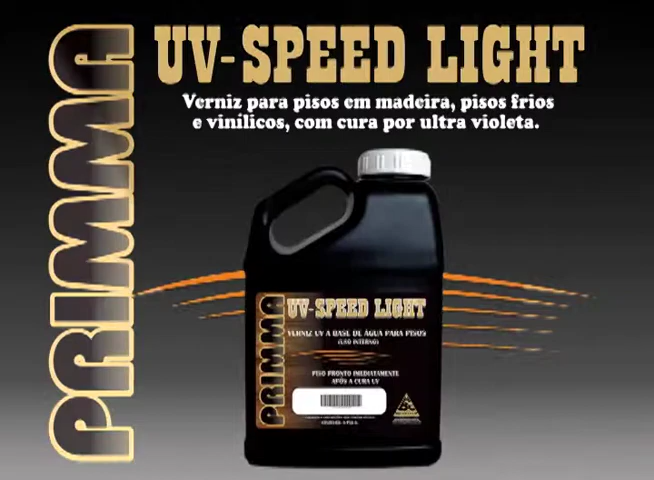 PRIMMA
UV-SPEED LIGHT
Verniz para pisos em madeira, pisos frios
e vinílicos, com cura por ultra violeta.
PRIMMA
UV-SPEED LIGHT
VERNIZ UV A BASE DE ÁGUA PARA PISOS
(USO INTERNO)
PISO PRONTO IMEDIATAMENTE
APÓS A CURA UV